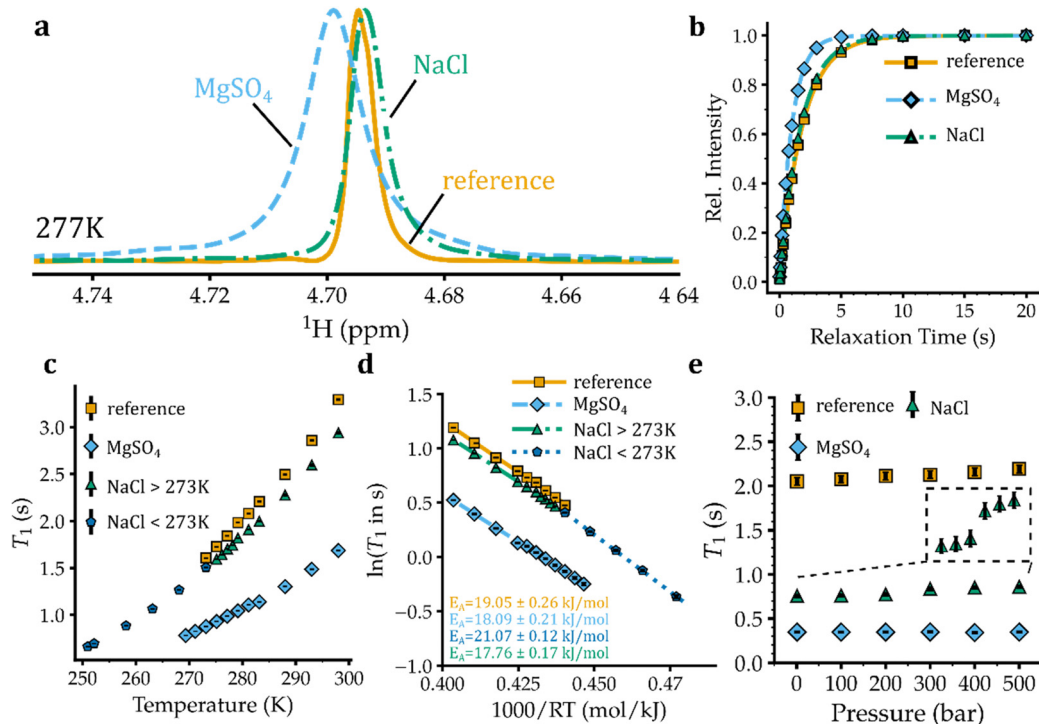 a
MgSO₄
NaCl
reference
277K
4.74 4.72 4.70 4.68 4.66 4 64
¹H (ppm)
b
1.0
0.8
0.6
0.4
0.2
0.0
Rel. Intensity
reference
MgSO₄
NaCl
0 5 10 15 20
Relaxation Time (s)
c
reference
MgSO₄
NaCl > 273K
NaCl < 273K
3.0
2.5
2.0
1.5
1.0
T₁ (s)
250 260 270 280 290 300
Temperature (K)
d
reference
MgSO₄
NaCl > 273K
NaCl < 273K
1.5
1.0
0.5
0.0
−0.5
−1.0
ln(T₁ in s)
E_A=19.05 ± 0.26 kJ/mol
E_A=18.09 ± 0.21 kJ/mol
E_A=21.07 ± 0.12 kJ/mol
E_A=17.76 ± 0.17 kJ/mol
0.400 0.425 0.450 0.47
1000/RT (mol/kJ)
e
reference NaCl
MgSO₄
3.0
2.5
2.0
1.5
1.0
0.5
0.0
T₁ (s)
0 100 200 300 400 500
Pressure (bar)